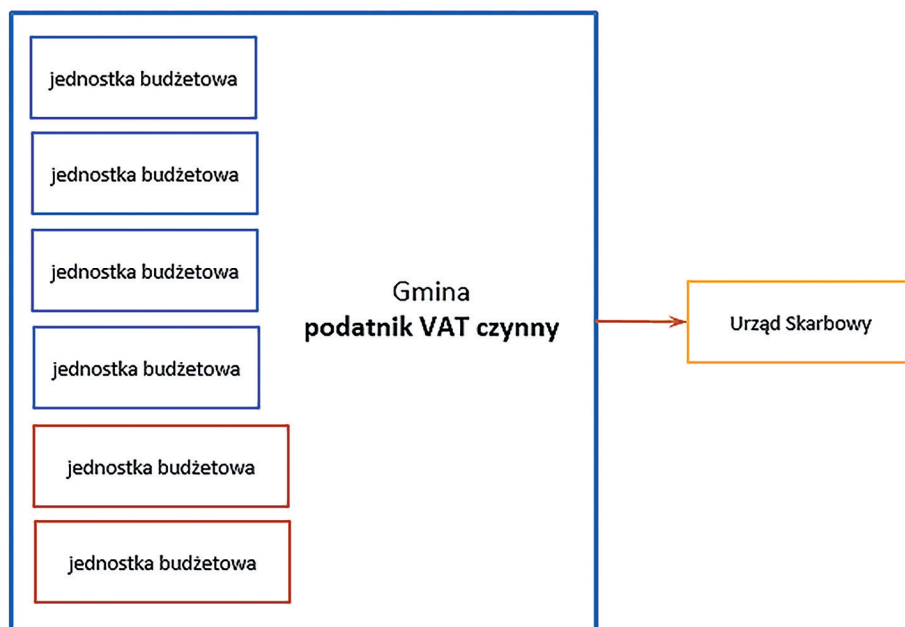 jednostka budżetowa
jednostka budżetowa
jednostka budżetowa
jednostka budżetowa
jednostka budżetowa
jednostka budżetowa
Gmina
podatnik VAT czynny
Urząd Skarbowy